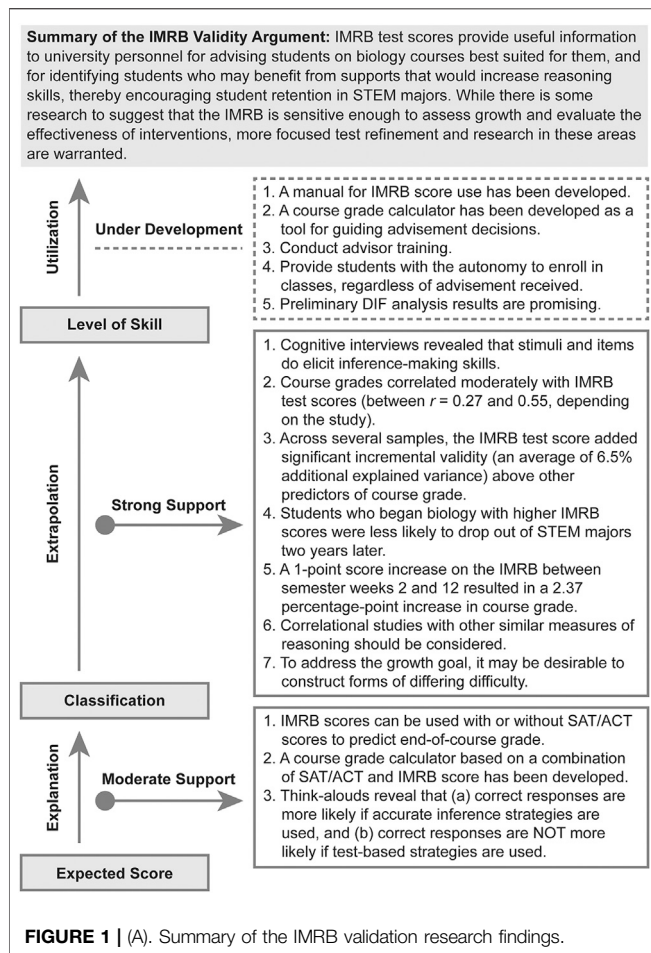 Summary of the IMRB Validity Argument: IMRB test scores provide useful information
to university personnel for advising students on biology courses best suited for them, and
for identifying students who may benefit from supports that would increase reasoning
skills, thereby encouraging student retention in STEM majors. While there is some
research to suggest that the IMRB is sensitive enough to assess growth and evaluate the
effectiveness of interventions, more focused test refinement and research in these areas
are warranted.
Utilization
Under Development
1. A manual for IMRB score use has been developed.
2. A course grade calculator has been developed as a
tool for guiding advisement decisions.
3. Conduct advisor training.
4. Provide students with the autonomy to enroll in
classes, regardless of advisement received.
5. Preliminary DIF analysis results are promising.
Level of Skill
Extrapolation
Strong Support
1. Cognitive interviews revealed that stimuli and items
do elicit inference-making skills.
2. Course grades correlated moderately with IMRB
test scores (between r = 0.27 and 0.55, depending
on the study).
3. Across several samples, the IMRB test score added
significant incremental validity (an average of 6.5%
additional explained variance) above other
predictors of course grade.
4. Students who began biology with higher IMRB
scores were less likely to drop out of STEM majors
two years later.
5. A 1-point score increase on the IMRB between
semester weeks 2 and 12 resulted in a 2.37
percentage-point increase in course grade.
6. Correlational studies with other similar measures of
reasoning should be considered.
7. To address the growth goal, it may be desirable to
construct forms of differing difficulty.
Classification
Explanation
Moderate Support
1. IMRB scores can be used with or without SAT/ACT
scores to predict end-of-course grade.
2. A course grade calculator based on a combination
of SAT/ACT and IMRB score has been developed.
3. Think-alouds reveal that (a) correct responses are
more likely if accurate inference strategies are
used, and (b) correct responses are NOT more
likely if test-based strategies are used.
Expected Score
FIGURE 1 | (A). Summary of the IMRB validation research findings.